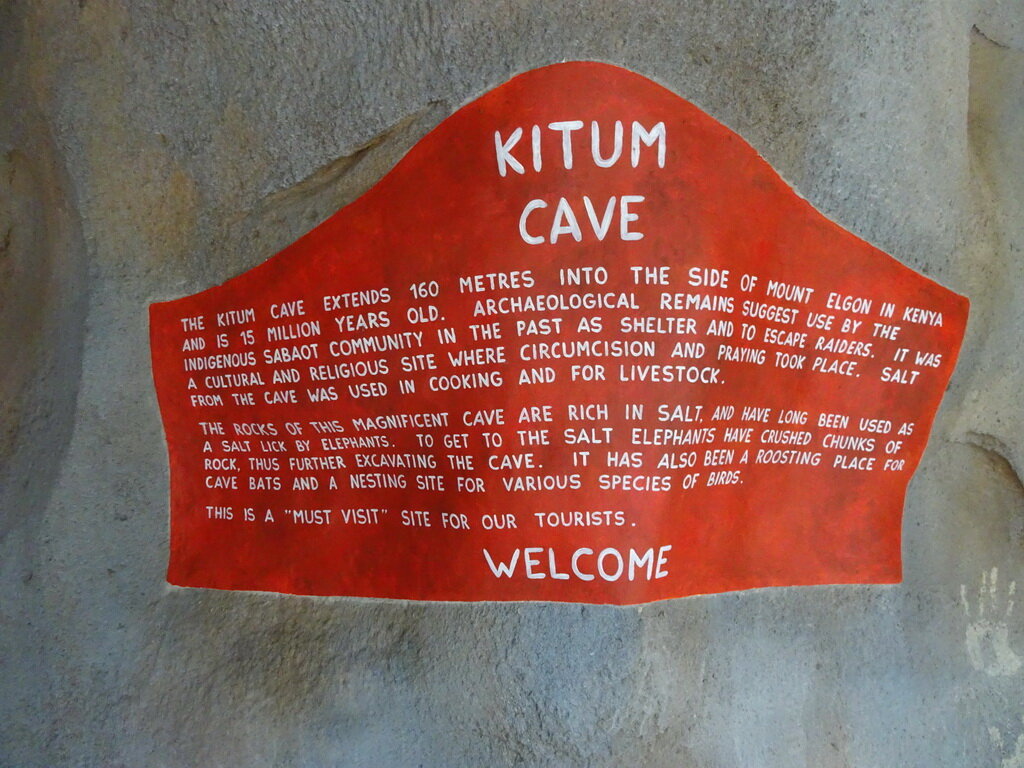 KITUM
CAVE
THE KITUM CAVE EXTENDS 160 METRES INTO THE SIDE OF MOUNT ELGON IN KENYA
AND IS 15 MILLION YEARS OLD. ARCHAEOLOGICAL REMAINS SUGGEST USE BY THE
INDIGENOUS SABAOT COMMUNITY IN THE PAST AS SHELTER AND TO ESCAPE RAIDERS. IT WAS
A CULTURAL AND RELIGIOUS SITE WHERE CIRCUMCISION AND PRAYING TOOK PLACE. SALT
FROM THE CAVE WAS USED IN COOKING AND FOR LIVESTOCK.
THE ROCKS OF THIS MAGNIFICENT CAVE ARE RICH IN SALT, AND HAVE LONG BEEN USED AS
A SALT LICK BY ELEPHANTS. TO GET TO THE SALT ELEPHANTS HAVE CRUSHED CHUNKS OF
ROCK, THUS FURTHER EXCAVATING THE CAVE. IT HAS ALSO BEEN A ROOSTING PLACE FOR
CAVE BATS AND A NESTING SITE FOR VARIOUS SPECIES OF BIRDS.
THIS IS A "MUST VISIT" SITE FOR OUR TOURISTS.
WELCOME